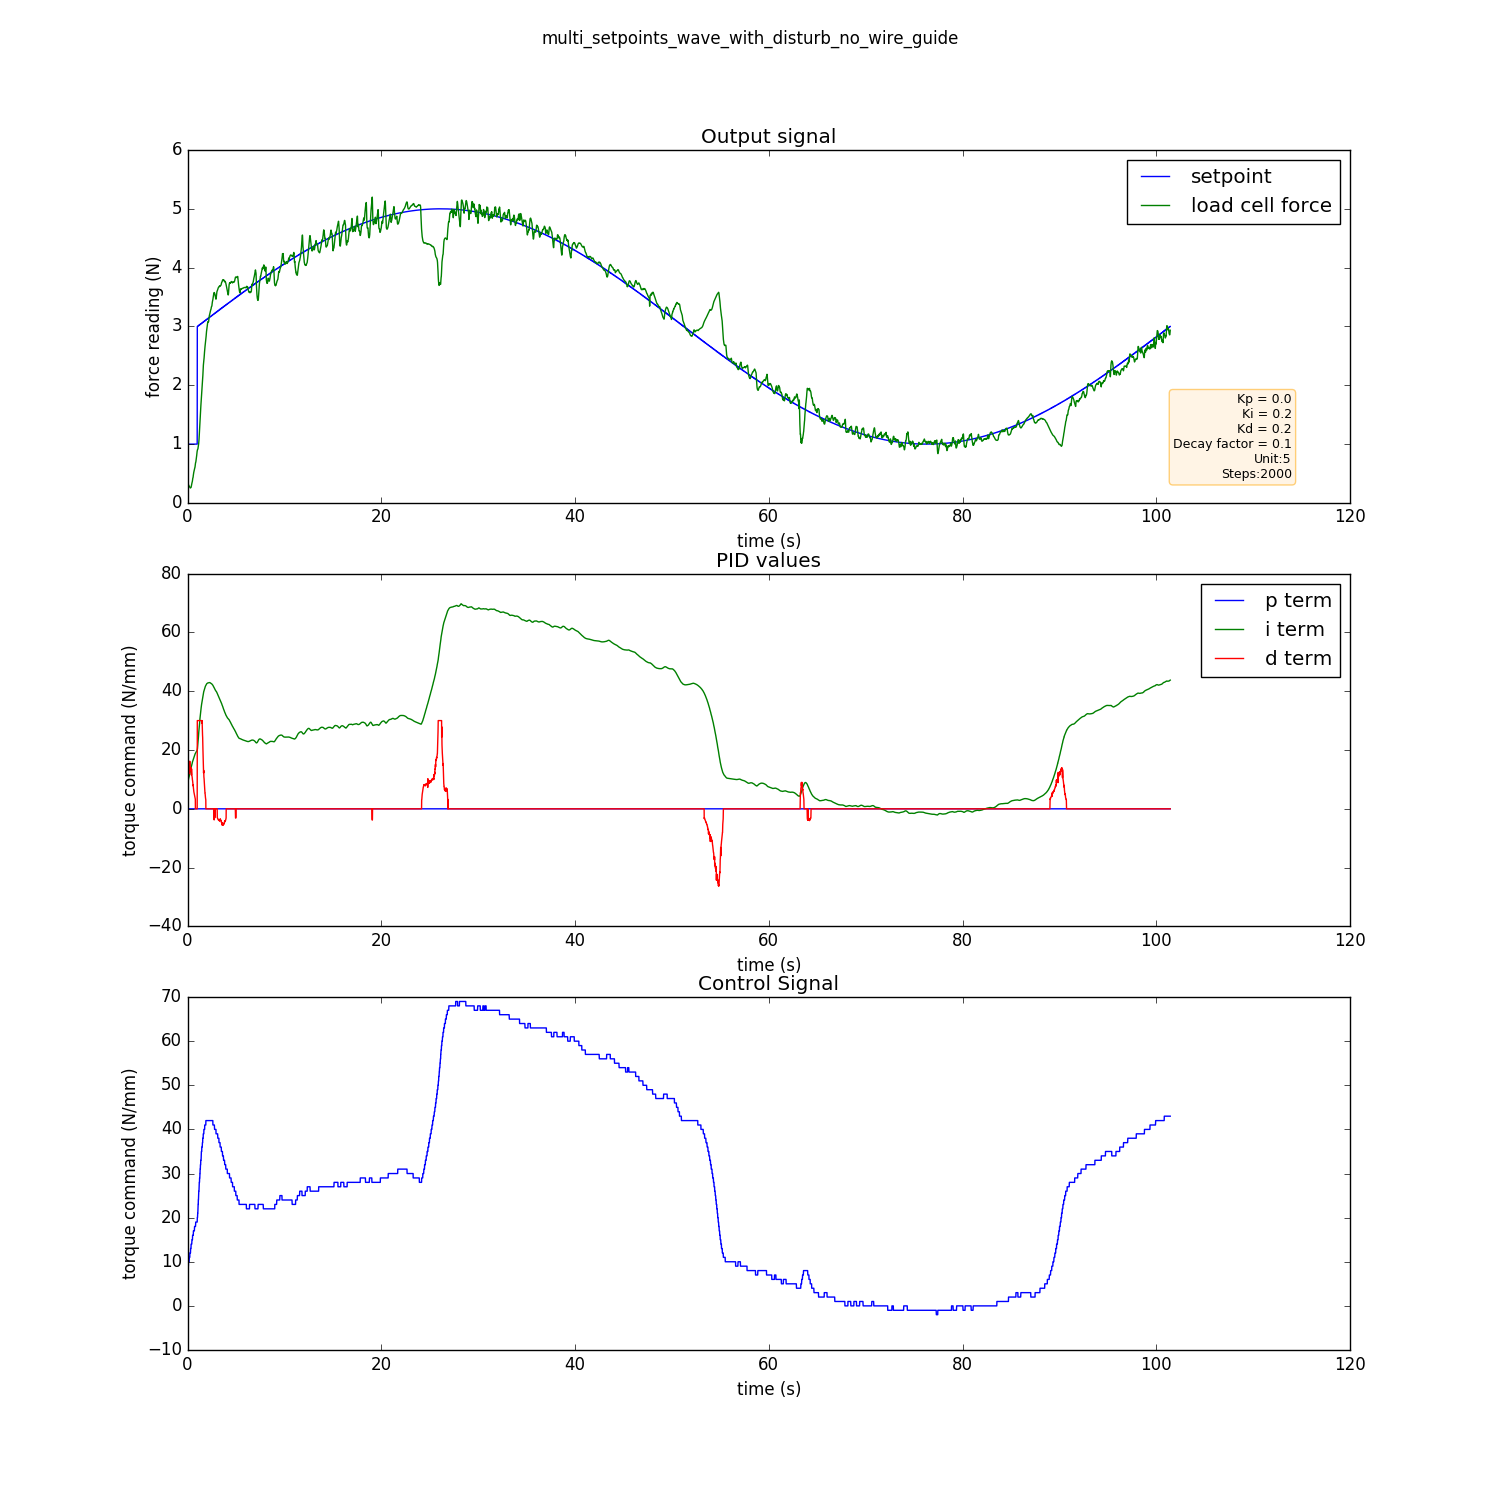 multi_setpoints_wave_with_disturb_no_wire_guide
Output signal
6
5
4
3
2
1
0
force reading (N)
setpoint
load cell force
Kp = 0.0
Ki = 0.2
Kd = 0.2
Decay factor = 0.1
Unit:5
Steps:2000
0 20 40 60 80 100 120
time (s)
PID values
80
60
40
20
0
−20
−40
torque command (N/mm)
p term
i term
d term
0 20 40 60 80 100 120
time (s)
Control Signal
70
60
50
40
30
20
10
0
−10
torque command (N/mm)
0 20 40 60 80 100 120
time (s)